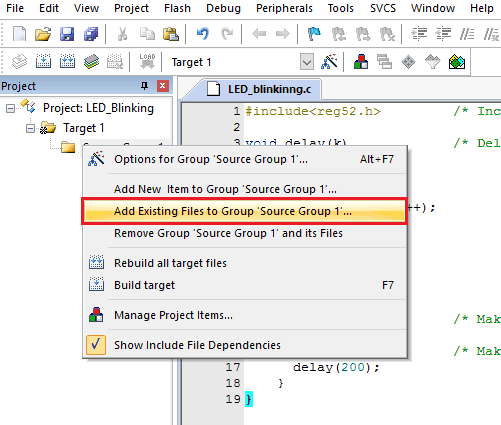 File Edit View Project Flash Debug Peripherals Tools SVCS Window Help
LOAD Target 1
Project LED_blinkinng.c
Project: LED_Blinking
Target 1
1 #include<reg52.h> /* Inc
2
3 void delay(k) /* Del
Options for Group 'Source Group 1'... Alt+F7
Add New Item to Group 'Source Group 1'...
Add Existing Files to Group 'Source Group 1'... ++);
Remove Group 'Source Group 1' and its Files
Rebuild all target files
Build target F7
Manage Project Items... /* Mak
Show Include File Dependencies /* Mak
17 delay(200);
18 }
19 }